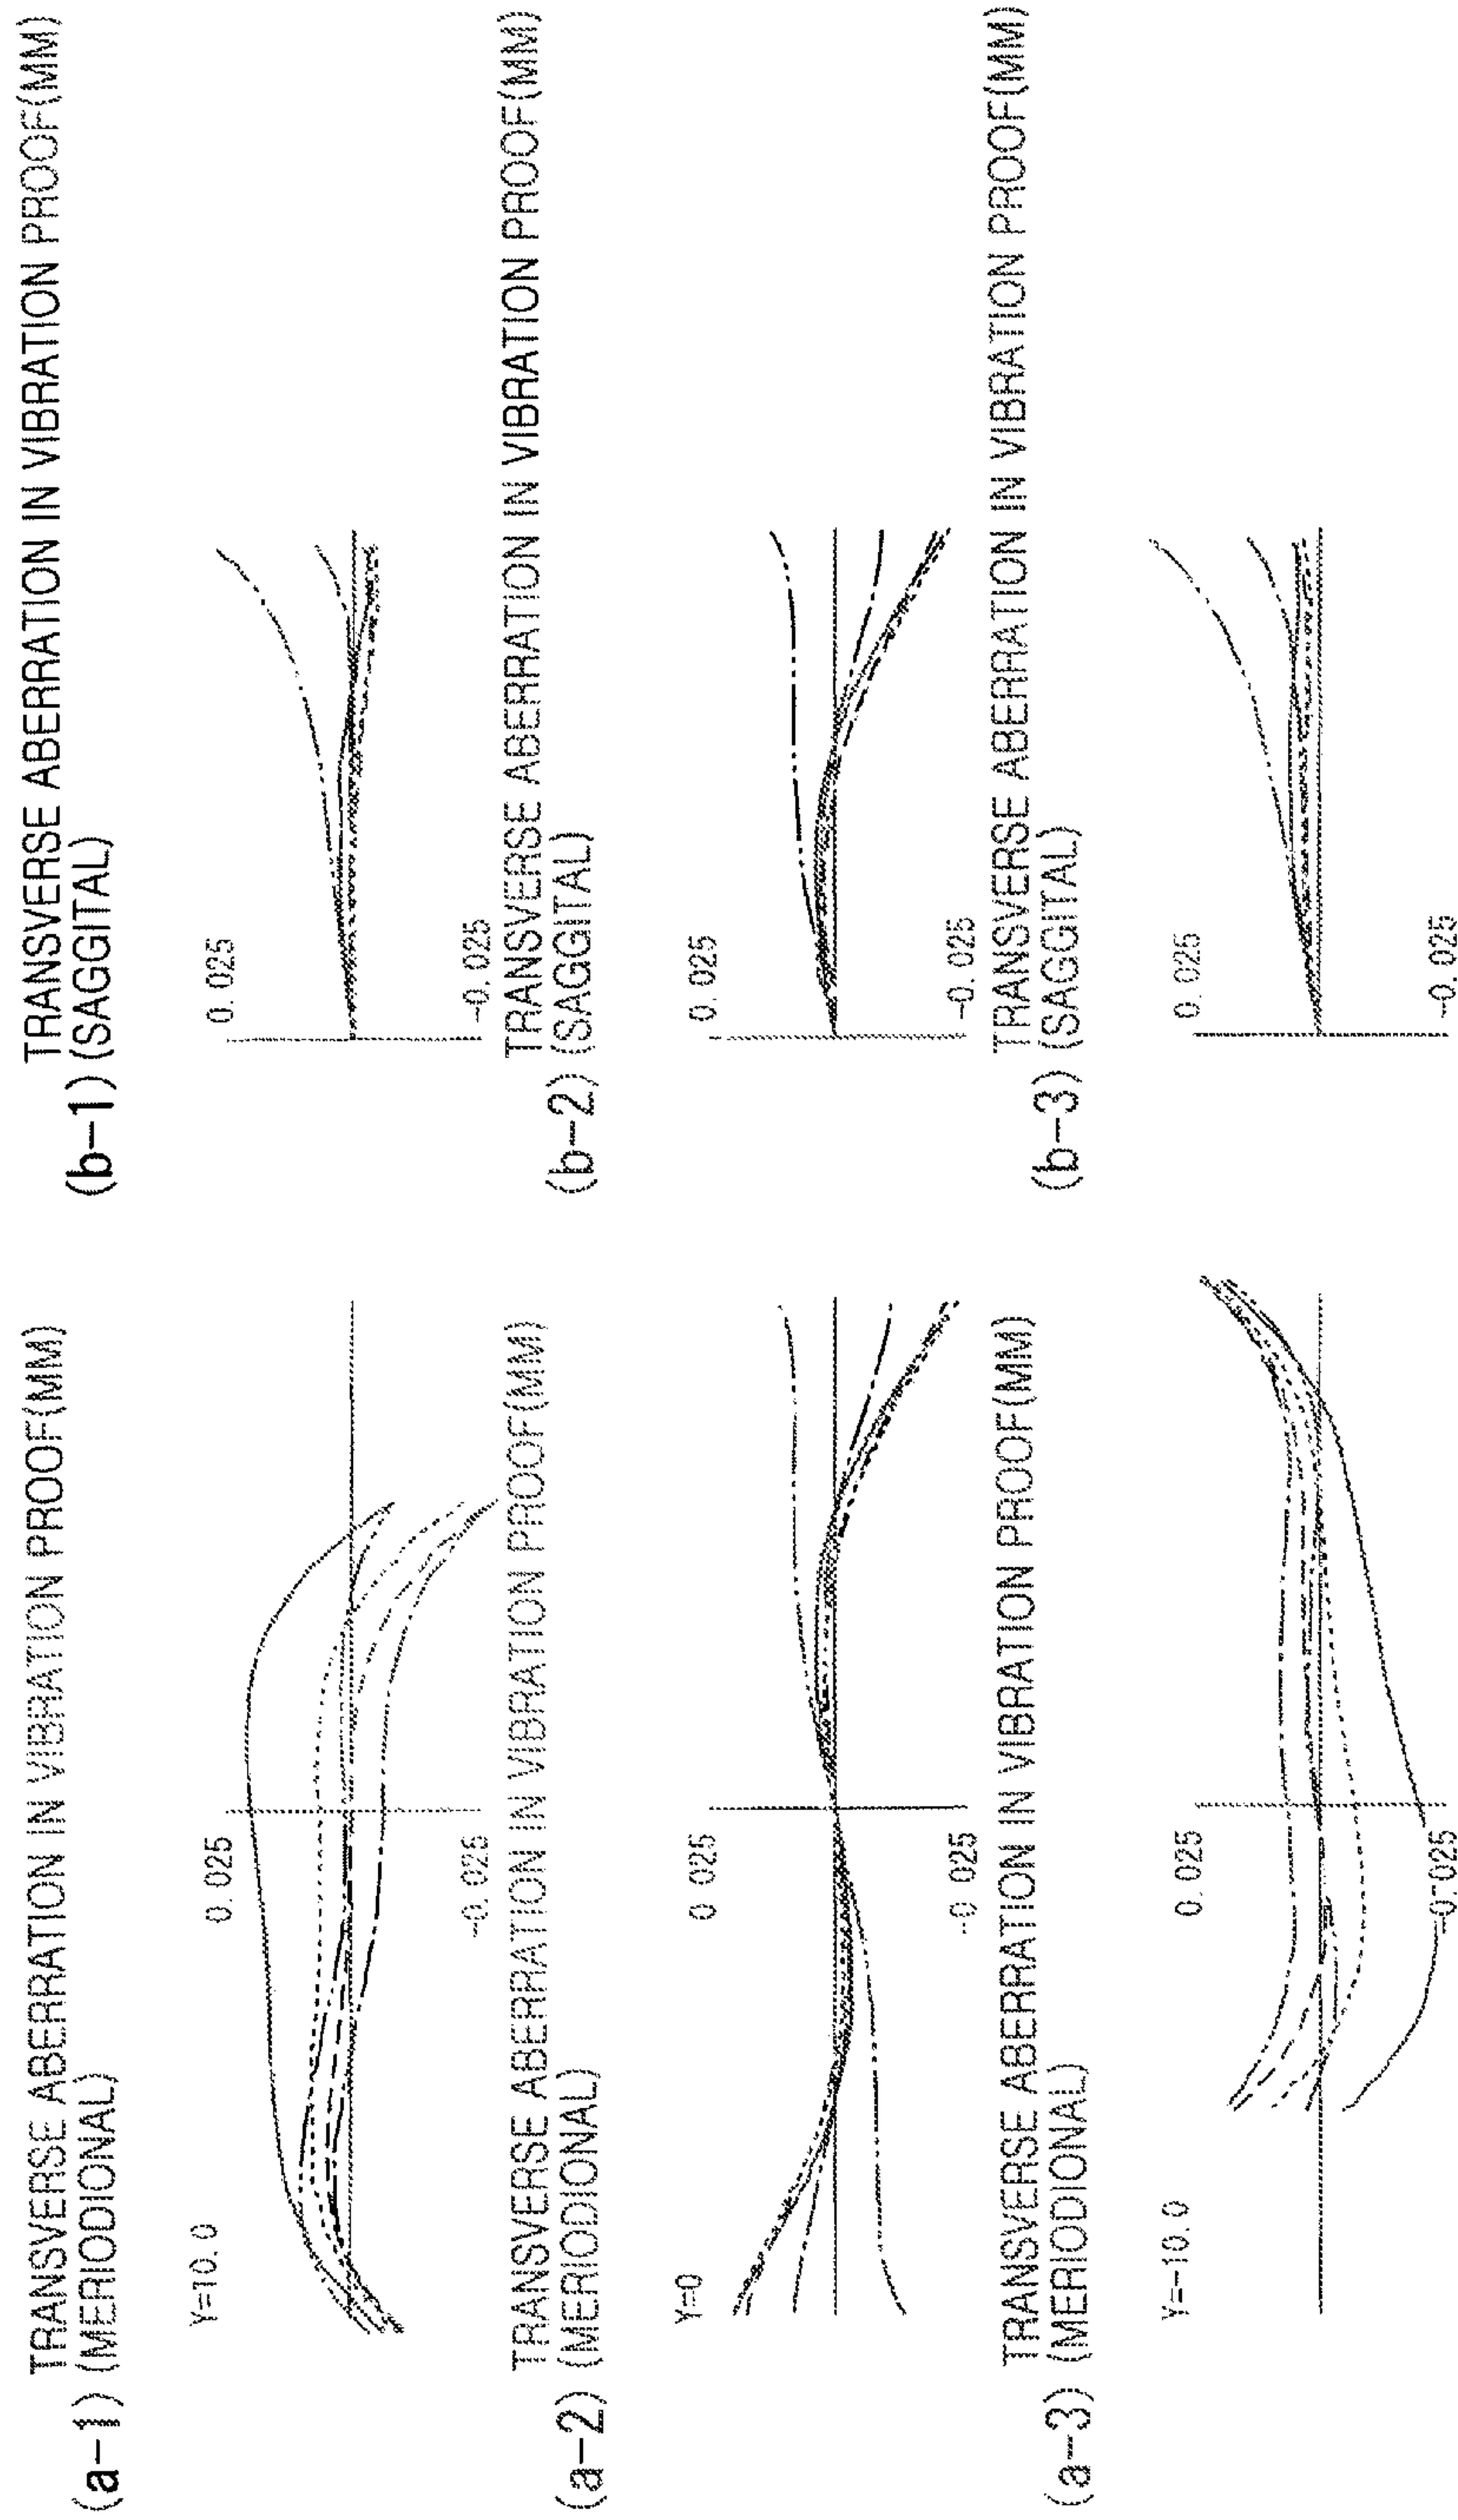 TRANSVERSE ABERRATION IN VIBRATION PROOF(MM)
(a-1) (MERIODIONAL)
Y=10.0
0.025
-0.025
TRANSVERSE ABERRATION IN VIBRATION PROOF(MM)
(b-1) (SAGGITAL)
0.025
-0.025
TRANSVERSE ABERRATION IN VIBRATION PROOF(MM)
(a-2) (MERIODIONAL)
Y=0
0 025
-0 025
TRANSVERSE ABERRATION IN VIBRATION PROOF(MM)
(b-2) (SAGGITAL)
0.025
-0.025
TRANSVERSE ABERRATION IN VIBRATION PROOF(MM)
(a-3) (MERIODIONAL)
Y=-10.0
0.025
-0.025
TRANSVERSE ABERRATION IN VIBRATION PROOF(MM)
(b-3) (SAGGITAL)
0.025
-0.025